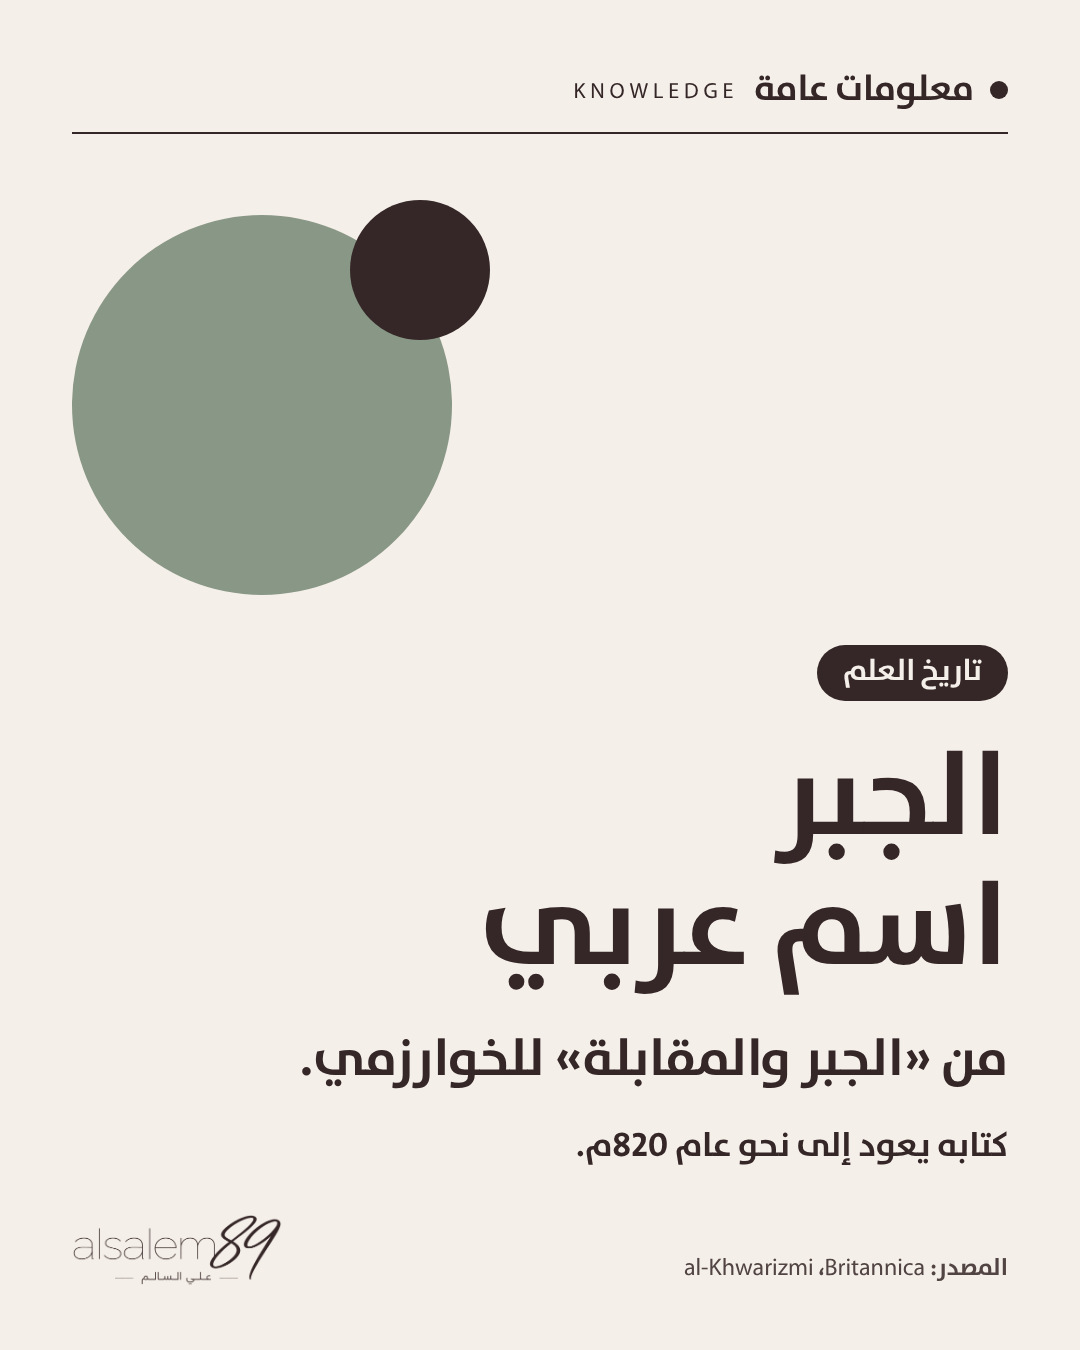 معلومات عامة KNOWLEDGE
تاريخ العلم
الجبر
اسم عربي
من «الجبر والمقابلة» للخوارزمي.
كتابه يعود إلى نحو عام 820م.
المصدر: Britannica، al-Khwarizmi
alsalem89
علي السالم